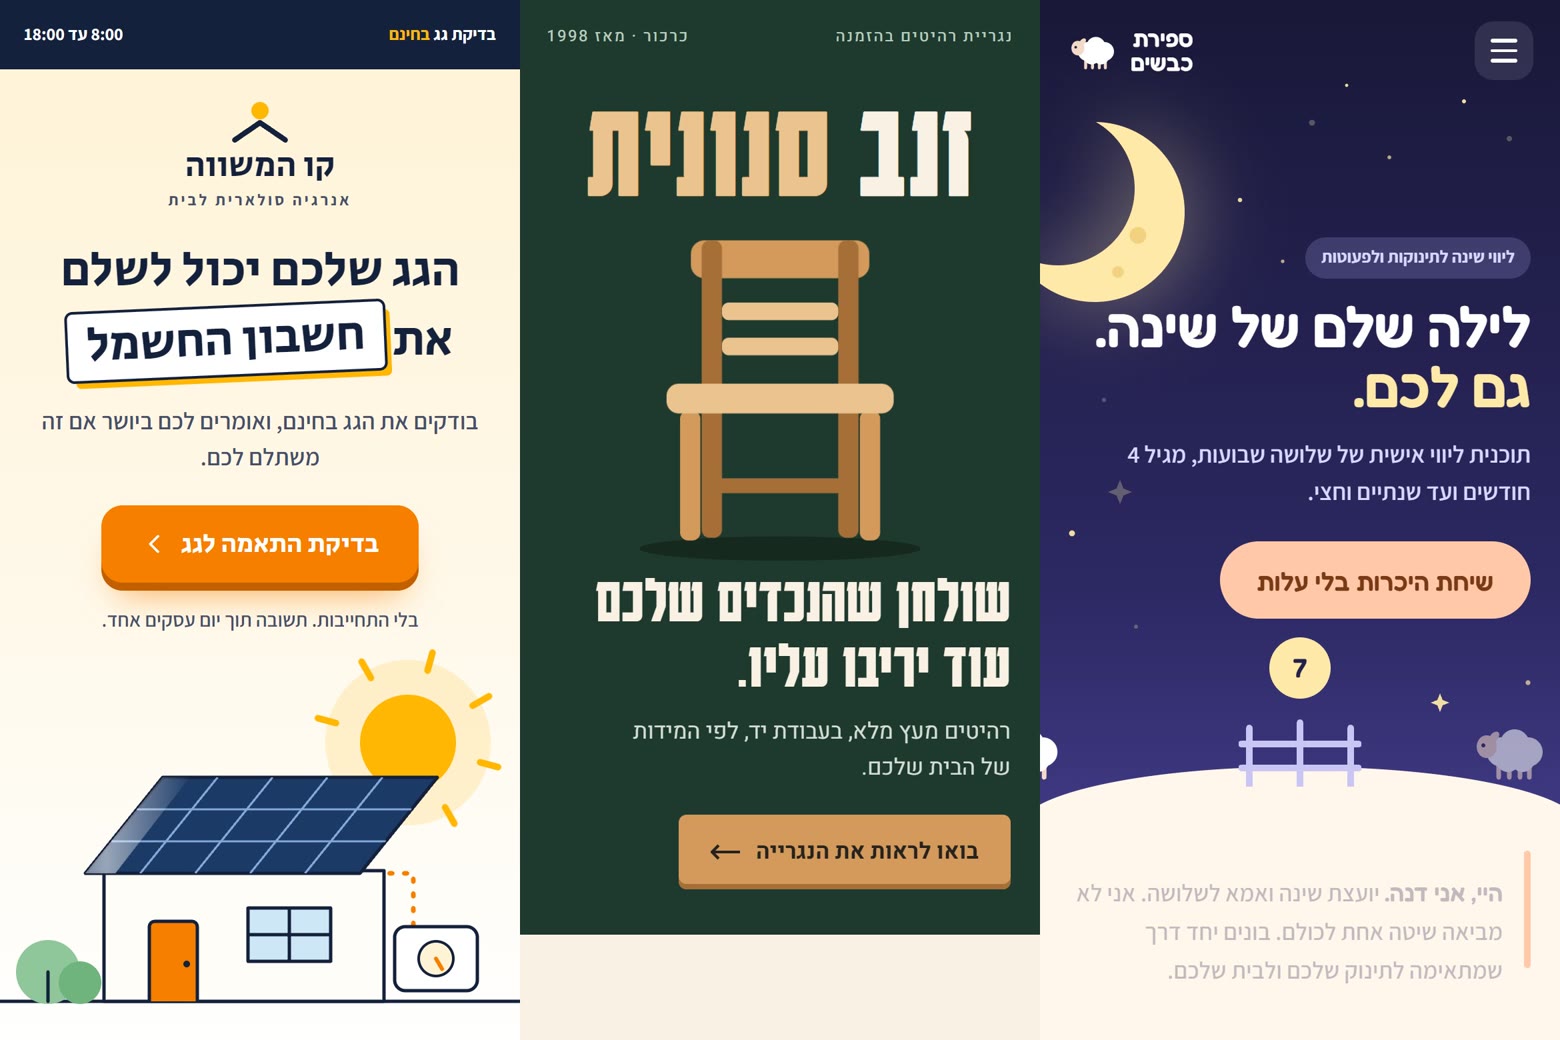 בדיקת גג בחינם
8:00 עד 18:00
קו המשווה
אנרגיה סולארית לבית
הגג שלכם יכול לשלם
את חשבון החשמל
בודקים את הגג בחינם, ואומרים לכם ביושר אם זה
משתלם לכם.
בדיקת התאמה לגג
בלי התחייבות. תשובה תוך יום עסקים אחד.
נגריית רהיטים בהזמנה
כרכור · מאז 1998
זנב סנונית
שולחן שהנכדים שלכם
עוד יריבו עליו.
רהיטים מעץ מלא, בעבודת יד, לפי המידות
של הבית שלכם.
בואו לראות את הנגרייה
ספירת
כבשים
ליווי שינה לתינוקות ולפעוטות
לילה שלם של שינה.
גם לכם.
תוכנית ליווי אישית של שלושה שבועות, מגיל 4
חודשים ועד שנתיים וחצי.
שיחת היכרות בלי עלות
7
היי, אני דנה. יועצת שינה ואמא לשלושה. אני לא
מביאה שיטה אחת לכולם. בונים יחד דרך
שמתאימה לתינוק שלכם ולבית שלכם.